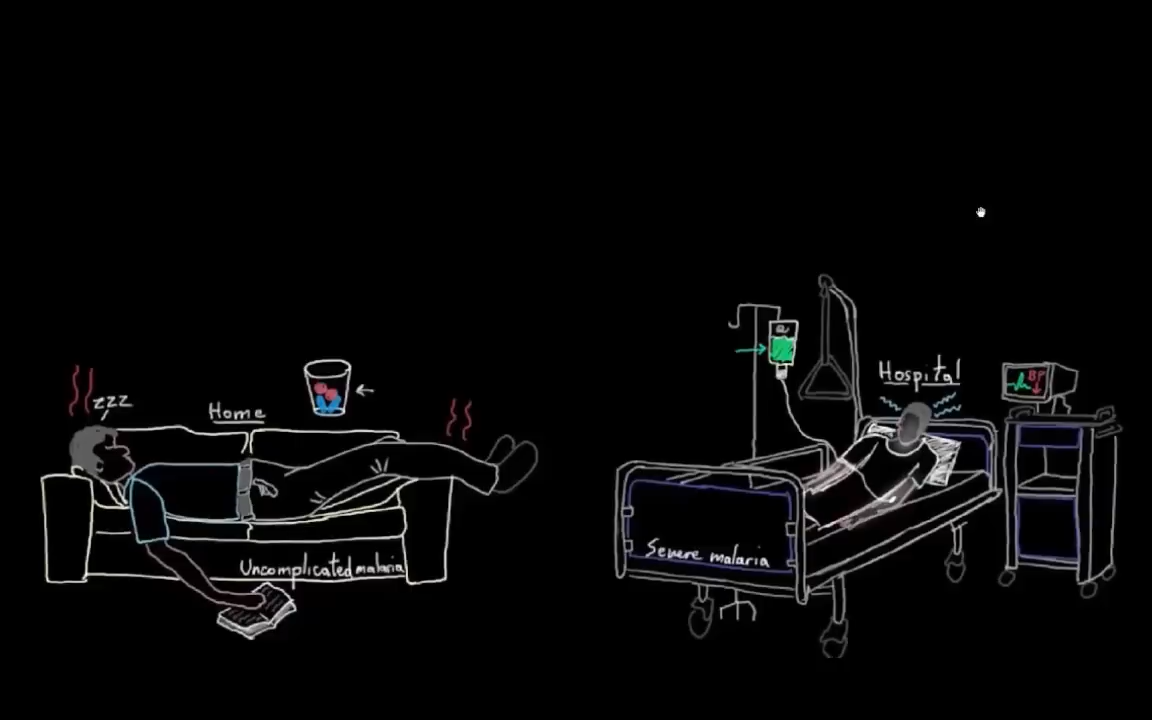 zzz
Home
Uncomplicated malaria
Hospital
BP
Severe malaria